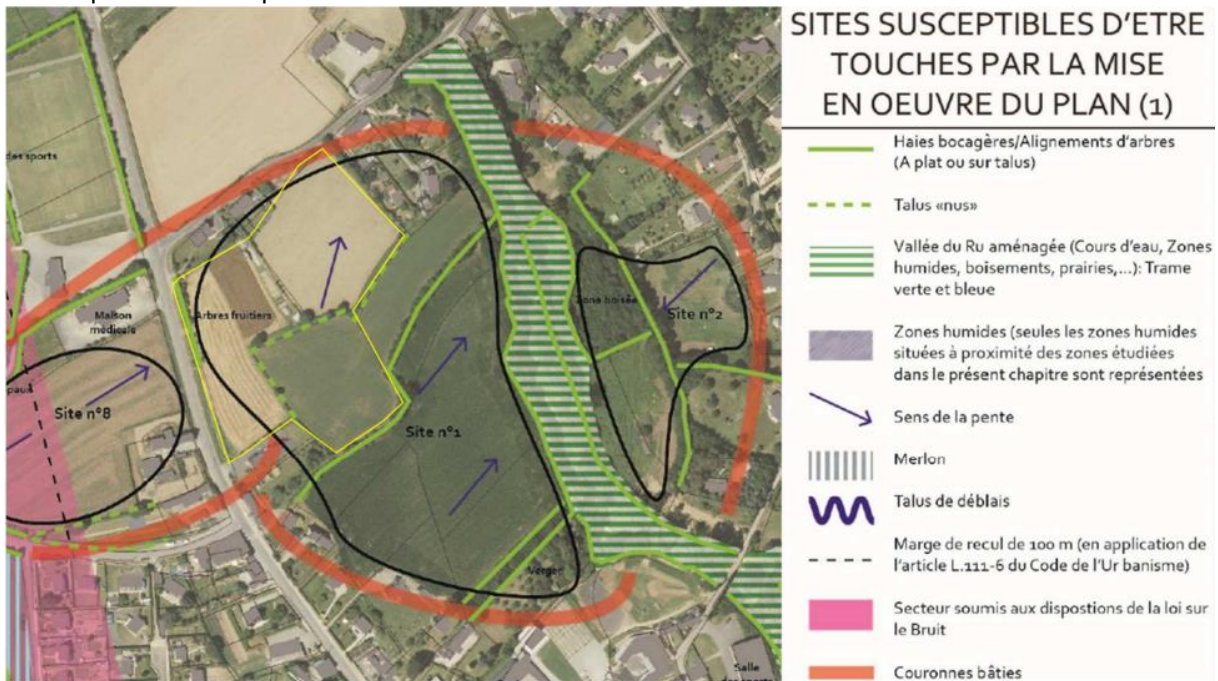 SITES SUSCEPTIBLES D'ETRE
TOUCHES PAR LA MISE
EN OEUVRE DU PLAN (1)
Haies bocagères/Alignements d'arbres
(A plat ou sur talus)
Talus «nus»
Vallée du Ru aménagée (Cours d'eau, Zones
humides, boisements, prairies,...): Trame
verte et bleue
Zones humides (seules les zones humides
situées à proximité des zones étudiées
dans le présent chapitre sont représentées
Sens de la pente
Merlon
Talus de déblais
Marge de recul de 100 m (en application de
l'article L.111-6 du Code de l'Ur banisme)
Secteur soumis aux dispostions de la loi sur
le Bruit
Couronnes bâties
des sports
Maison
médicale
Arbres fruitiers
Zone boisée
Site n°2
Site n°8
Site n°1
Verger
Salle
des sports